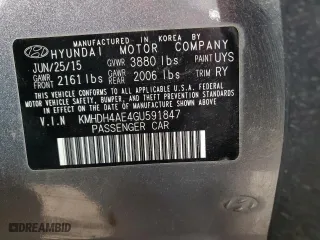 MANUFACTURED IN KOREA BY
HYUNDAI MOTOR COMPANY
JUN/25/15 GVWR 3880 lbs PAINT UYS
GAWR FRONT 2161 lbs GAWR REAR 2006 lbs TRIM RY
THIS VEHICLE CONFORMS TO ALL APPLICABLE
FEDERAL MOTOR VEHICLE SAFETY,
BUMPER, AND THEFT PREVENTION STANDARDS
IN EFFECT ON THE DATE OF MANUFACTURE
SHOWN ABOVE.
V.I.N KMHDH4AE4GU591847
PASSENGER CAR